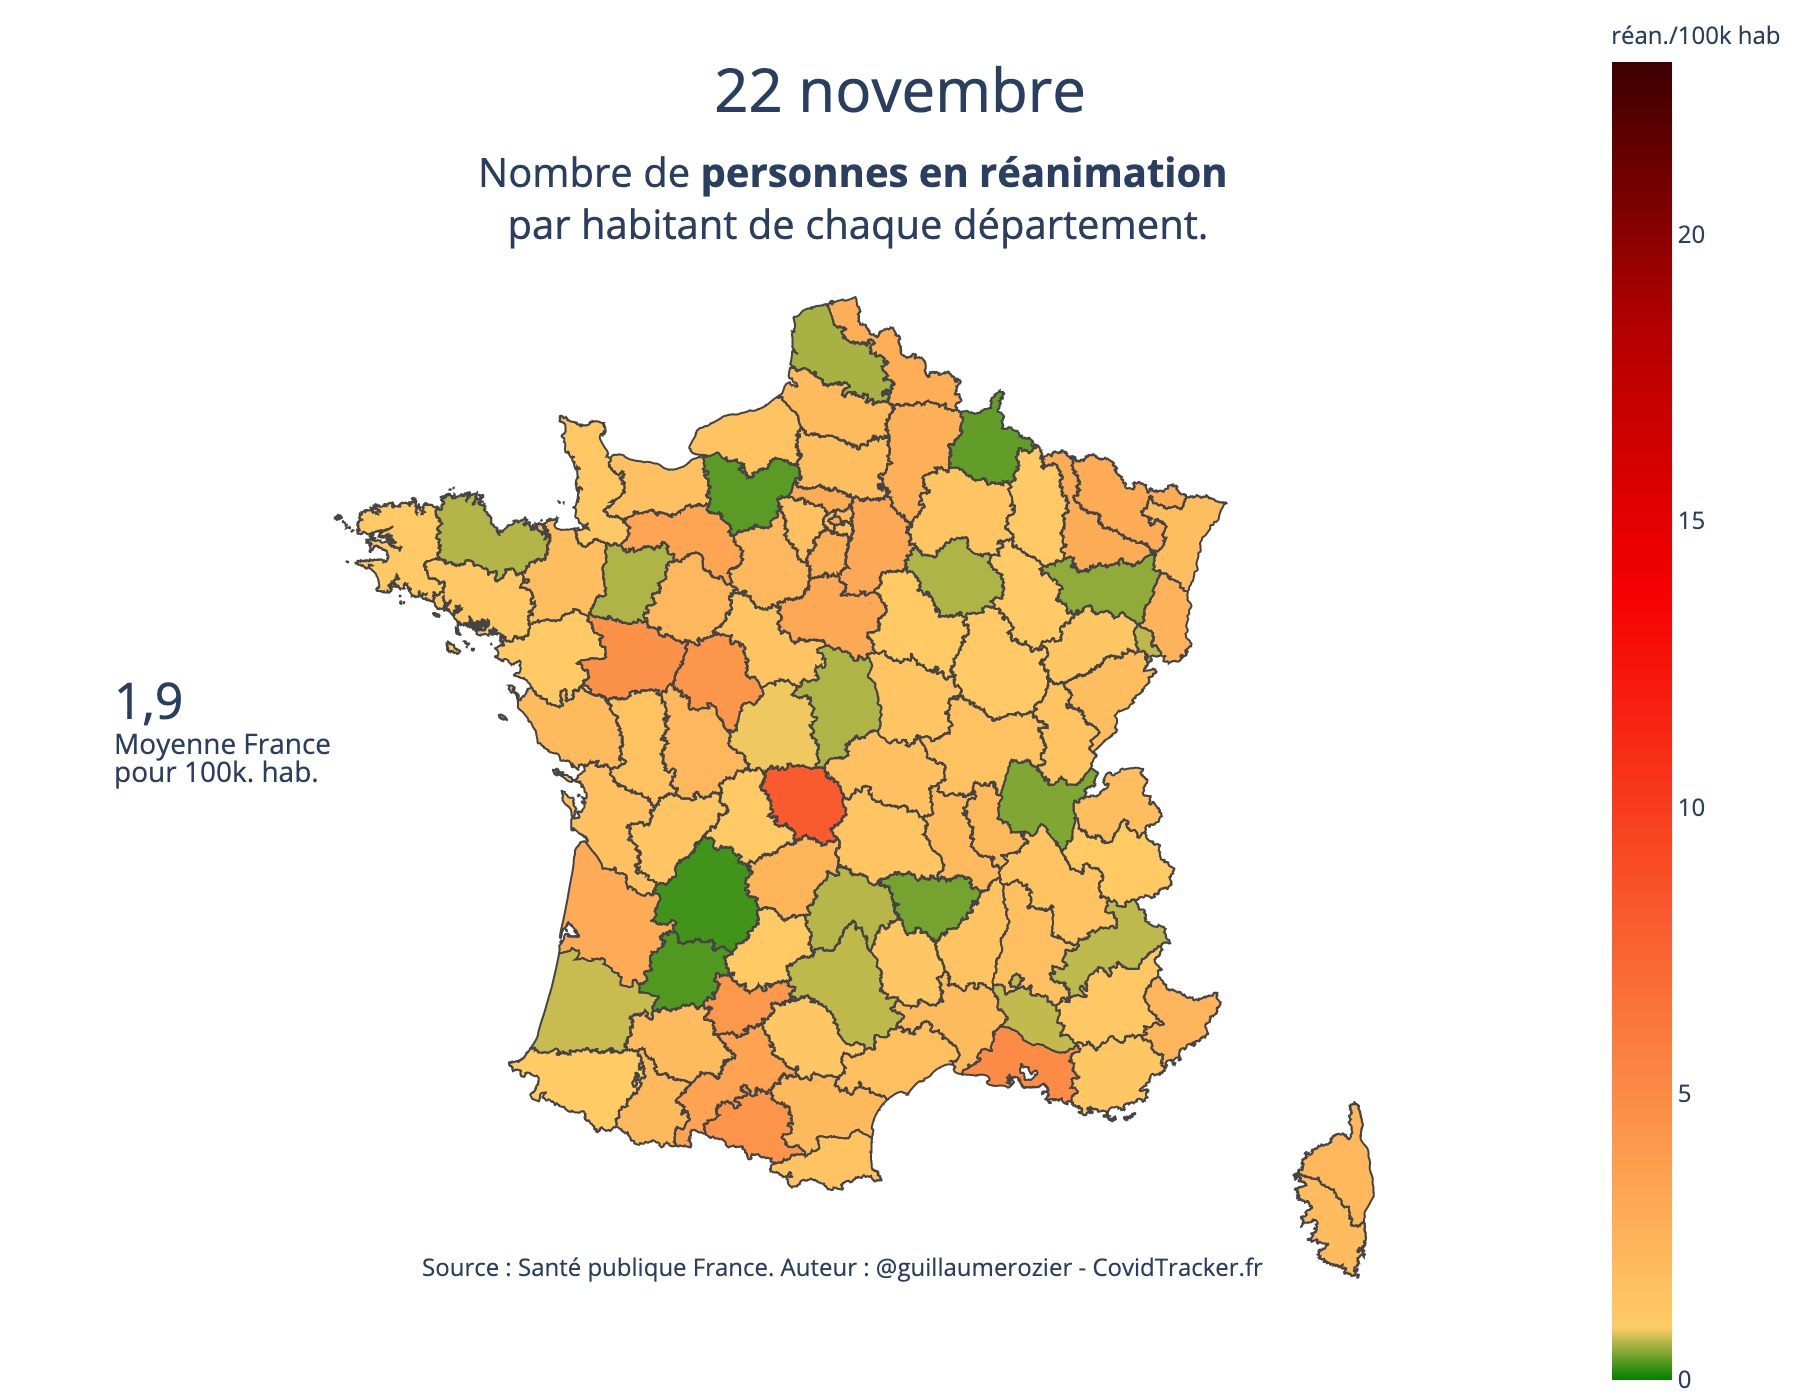 réan./100k hab
22 novembre
Nombre de personnes en réanimation
par habitant de chaque département.
20
15
1,9
Moyenne France
pour 100k. hab.
10
5
Source : Santé publique France. Auteur : @guillaumerozier - CovidTracker.fr
0